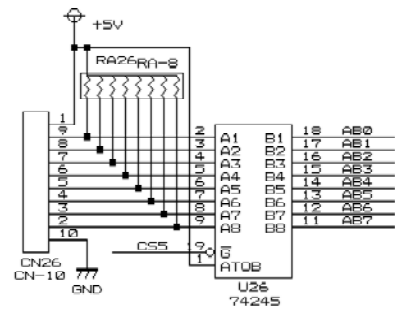 +5V
RA26 RA-8
1
9 2 A1 B1 18 AB0
8 3 A2 B2 17 AB1
7 4 A3 B3 16 AB2
6 5 A4 B4 15 AB3
5 6 A5 B5 14 AB4
4 7 A6 B6 13 AB5
3 8 A7 B7 12 AB6
2 9 A8 B8 11 AB7
10
CS5 19 G
1 ATOB
CN26
CN-10
GND
U26
74245